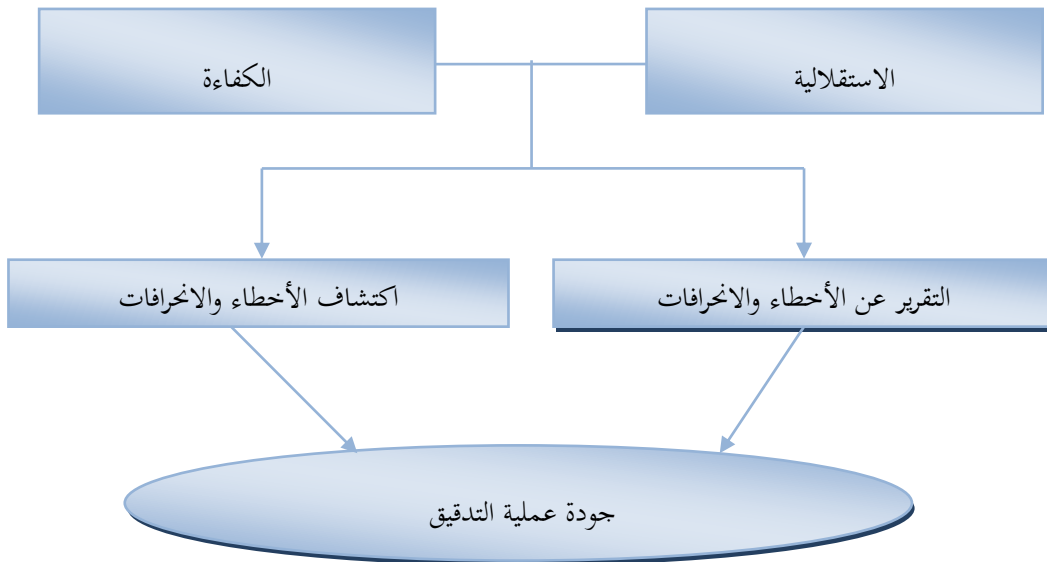 الاستقلالية
الكفاءة
التقرير عن الأخطاء والانحرافات
اكتشاف الأخطاء والانحرافات
جودة عملية التدقيق